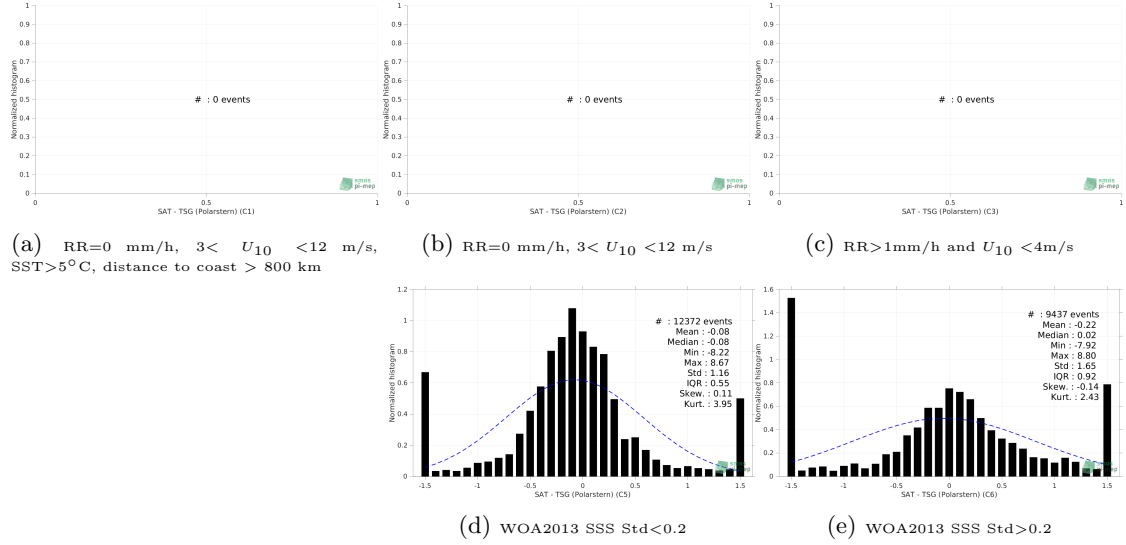 1
0.9
0.8
0.7
0.6
0.5
0.4
0.3
0.2
0.1
0
Normalized histogram
# : 0 events
smos
pi-mep
0 0.5 1
SAT - TSG (Polarstern) (C1)
1
0.9
0.8
0.7
0.6
0.5
0.4
0.3
0.2
0.1
0
Normalized histogram
# : 0 events
smos
pi-mep
0 0.5 1
SAT - TSG (Polarstern) (C2)
1
0.9
0.8
0.7
0.6
0.5
0.4
0.3
0.2
0.1
0
Normalized histogram
# : 0 events
smos
pi-mep
0 0.5 1
SAT - TSG (Polarstern) (C3)
(a) RR=0 mm/h, 3< U10 <12 m/s,
SST>5°C, distance to coast > 800 km
(b) RR=0 mm/h, 3< U10 <12 m/s
(c) RR>1mm/h and U10 <4m/s
1.2
1
0.8
0.6
0.4
0.2
0
Normalized histogram
# : 12372 events
Mean : -0.08
Median : -0.08
Min : -8.22
Max : 8.67
Std : 1.16
IQR : 0.55
Skew. : 0.11
Kurt. : 3.95
-1.5 -1 -0.5 0 0.5 1 1.5
SAT - TSG (Polarstern) (C5)
1.6
1.4
1.2
1
0.8
0.6
0.4
0.2
0
Normalized histogram
# : 9437 events
Mean : -0.22
Median : 0.02
Min : -7.92
Max : 8.80
Std : 1.65
IQR : 0.92
Skew. : -0.14
Kurt. : 2.43
-1.5 -1 -0.5 0 0.5 1 1.5
SAT - TSG (Polarstern) (C6)
(d) WOA2013 SSS Std<0.2
(e) WOA2013 SSS Std>0.2